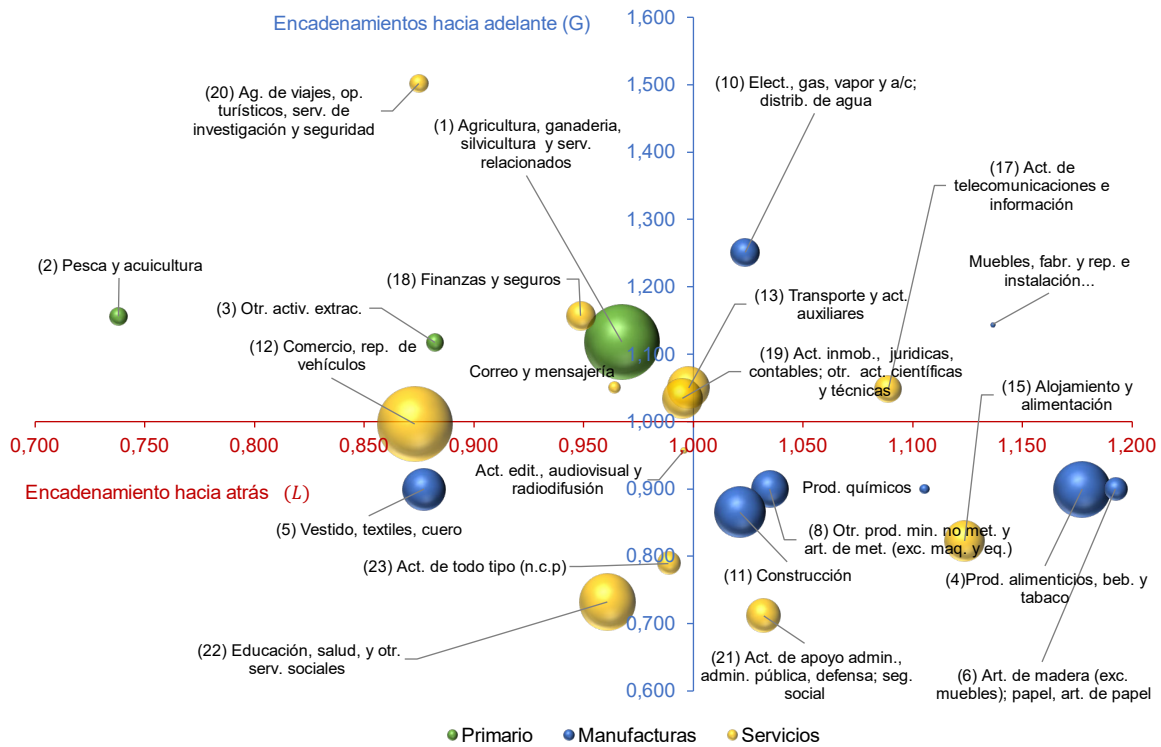 Encadenamientos hacia adelante (G)
1,600
1,500
1,400
1,300
1,200
1,100
1,000
0,900
0,800
0,700
0,600
(20) Ag. de viajes, op.
turísticos, serv. de
investigación y seguridad
(1) Agricultura, ganaderia,
silvicultura y serv.
relacionados
(10) Elect., gas, vapor y a/c;
distrib. de agua
(17) Act. de
telecomunicaciones e
información
(2) Pesca y acuicultura
(18) Finanzas y seguros
Muebles, fabr. y rep. e
instalación...
(3) Otr. activ. extrac.
(13) Transporte y act.
auxiliares
(12) Comercio, rep. de
vehículos
Correo y mensajería
(19) Act. inmob., juridicas,
contables; otr. act. científicas
y técnicas
(15) Alojamiento y
alimentación
0,700
0,750
0,800
0,850
0,900
0,950
1,000
1,050
1,100
1,150
1,200
Encadenamiento hacia atrás (L)
Act. edit., audiovisual y
radiodifusión
Prod. químicos
(5) Vestido, textiles, cuero
(8) Otr. prod. min. no met. y
art. de met. (exc. maq. y eq.)
(23) Act. de todo tipo (n.c.p)
(11) Construcción
(4)Prod. alimenticios, beb. y
tabaco
(22) Educación, salud, y otr.
serv. sociales
(21) Act. de apoyo admin.,
admin. pública, defensa; seg.
social
(6) Art. de madera (exc.
muebles); papel, art. de papel
Primario
Manufacturas
Servicios